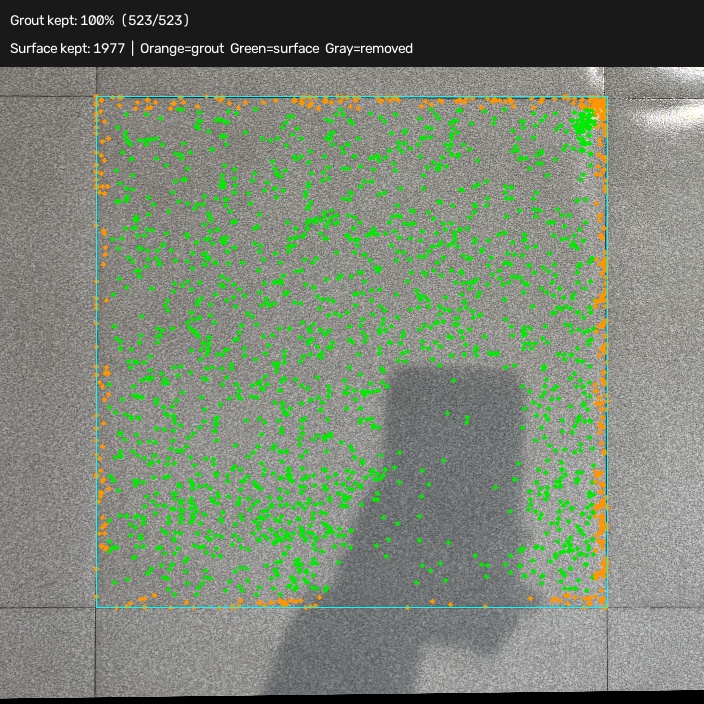 Grout kept: 100% (523/523)
Surface kept: 1977 | Orange=grout Green=surface Gray=removed